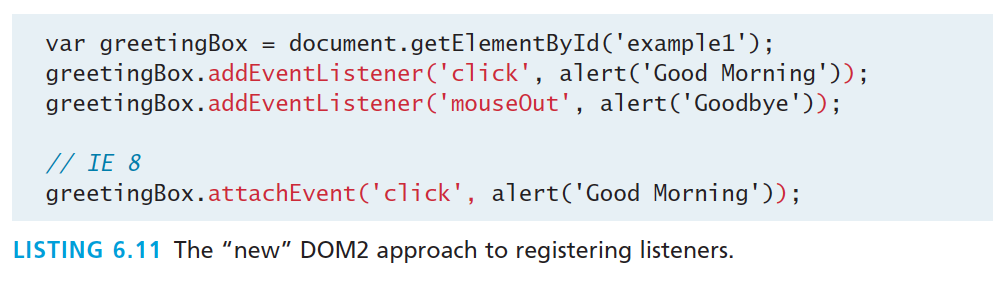 var greetingBox = document.getElementById('example1');
greetingBox.addEventListener('click', alert('Good Morning'));
greetingBox.addEventListener('mouseOut', alert('Goodbye'));
// IE 8
greetingBox.attachEvent('click', alert('Good Morning'));
LISTING 6.11 The “new” DOM2 approach to registering listeners.